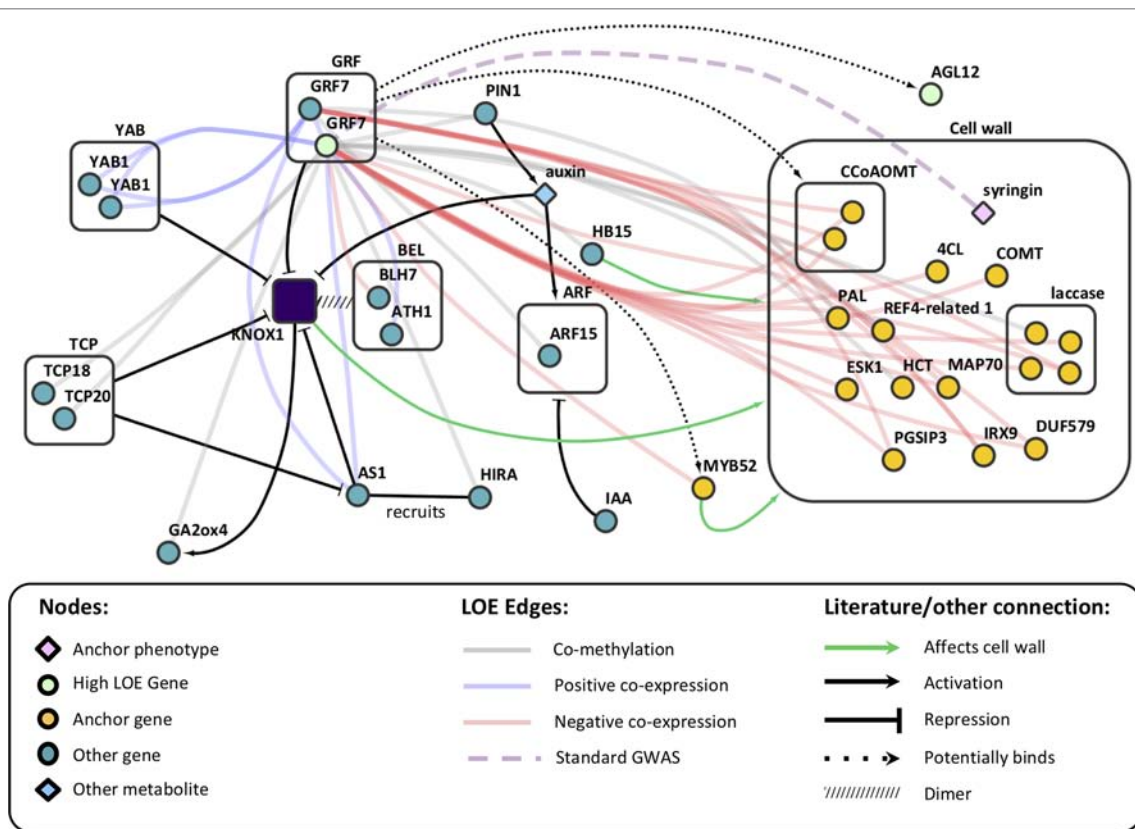 GRF
GRF7
GRF7
PIN1
AGL12
YAB
YAB1
YAB1
Cell wall
CCoAOMT
auxin
syringin
HB15
4CL
COMT
BEL
BLH7
ATH1
ARF
ARF15
PAL
REF4-related 1
laccase
KNOX1
TCP
TCP18
TCP20
ESK1
HCT
MAP70
PGSIP3
IRX9
DUF579
AS1
HIRA
recruits
MYB52
IAA
GA2ox4
Nodes:
Anchor phenotype
High LOE Gene
Anchor gene
Other gene
Other metabolite
LOE Edges:
Co-methylation
Positive co-expression
Negative co-expression
Standard GWAS
Literature/other connection:
Affects cell wall
Activation
Repression
Potentially binds
Dimer